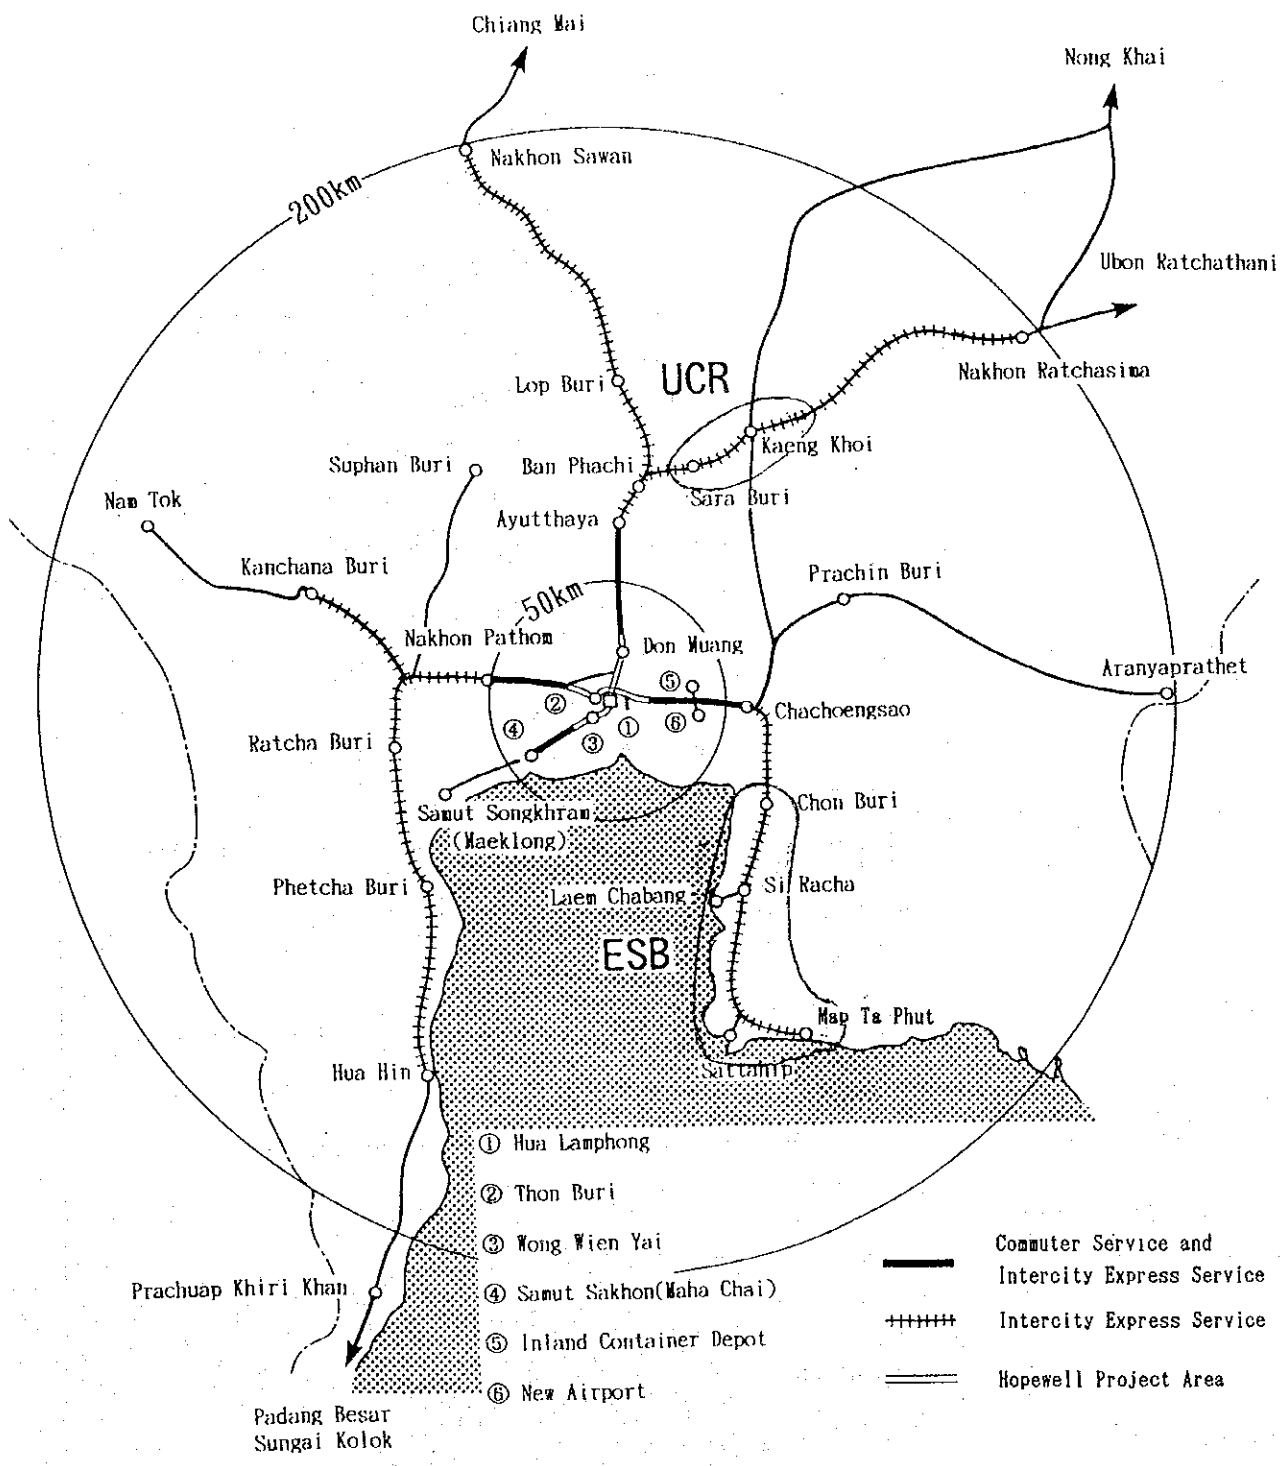 Chiang Mai
Nong Khai
Nakhon Sawan
200km
Ubon Ratchathani
Nakhon Ratchasima
Lop Buri
UCR
Kaeng Khoi
Suphan Buri
Ban Phachi
Sara Buri
Nam Tok
Ayutthaya
Kanchana Buri
Prachin Buri
50km
Nakhon Pathom
Don Muang
Aranyaprathet
⑤
②
Chachoengsao
④
①
⑥
③
Ratcha Buri
Chon Buri
Samut Songkhram
(Maeklong)
Phetcha Buri
Si Racha
Laem Chabang
ESB
Map Ta Phut
Sattahip
Hua Hin
① Hua Lamphong
② Thon Buri
③ Wong Wien Yai
④ Samut Sakhon(Maha Chai)
⑤ Inland Container Depot
⑥ New Airport
Prachuap Khiri Khan
Padang Besar
Sungai Kolok
Commuter Service and
Intercity Express Service
Intercity Express Service
Hopewell Project Area